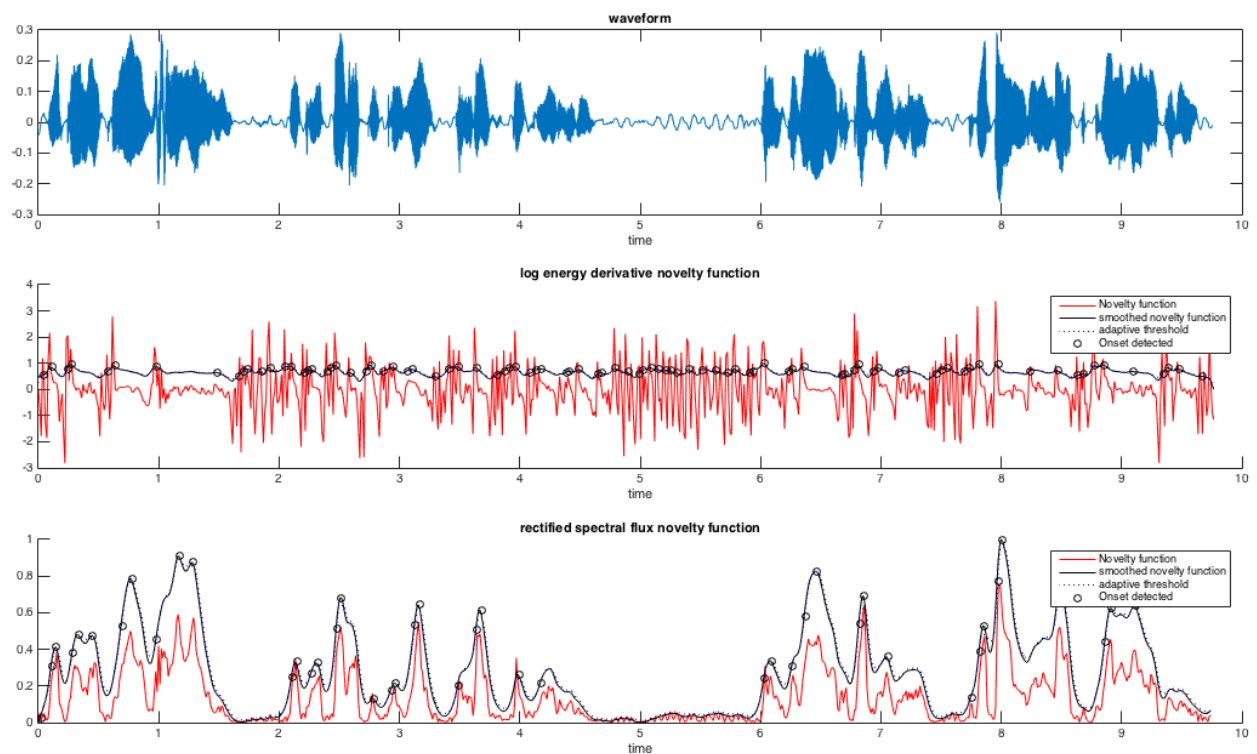 waveform
0.3
0.2
0.1
0
-0.1
-0.2
-0.3
0 1 2 3 4 5 6 7 8 9 10
time
log energy derivative novelty function
4
3
2
1
0
-1
-2
-3
Novelty function
smoothed novelty function
adaptive threshold
Onset detected
0 1 2 3 4 5 6 7 8 9 10
time
rectified spectral flux novelty function
1
0.8
0.6
0.4
0.2
0
Novelty function
smoothed novelty function
adaptive threshold
Onset detected
0 1 2 3 4 5 6 7 8 9 10
time